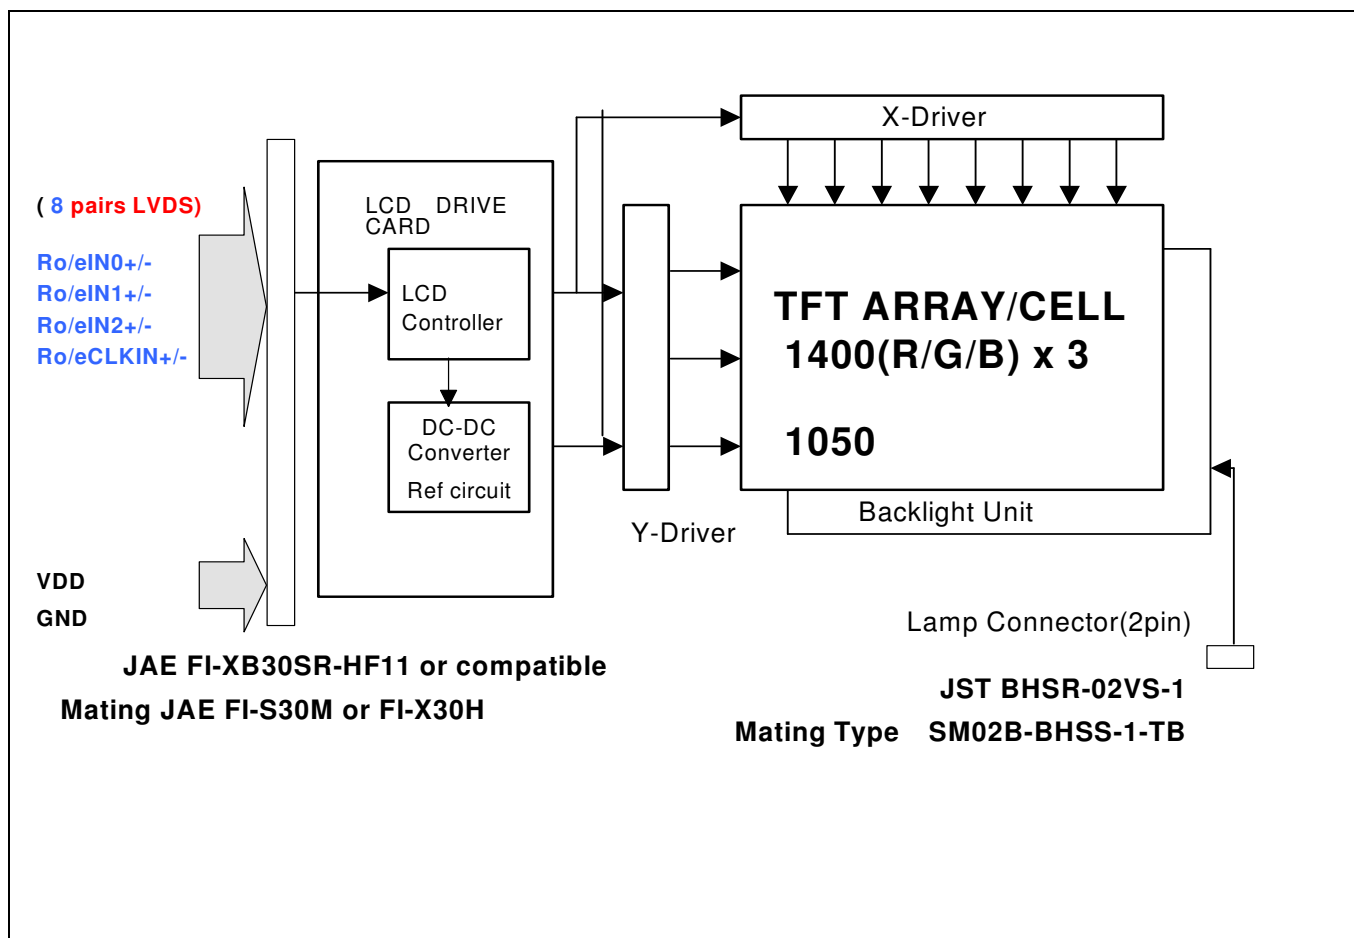 X-Driver
( 8 pairs LVDS)
LCD DRIVE
CARD
Ro/eIN0+/-
Ro/eIN1+/-
Ro/eIN2+/-
Ro/eCLKIN+/-
LCD
Controller
TFT ARRAY/CELL
1400(R/G/B) x 3
1050
DC-DC
Converter
Ref circuit
Y-Driver
Backlight Unit
VDD
GND
Lamp Connector(2pin)
JAE FI-XB30SR-HF11 or compatible
Mating JAE FI-S30M or FI-X30H
JST BHSR-02VS-1
Mating Type SM02B-BHSS-1-TB